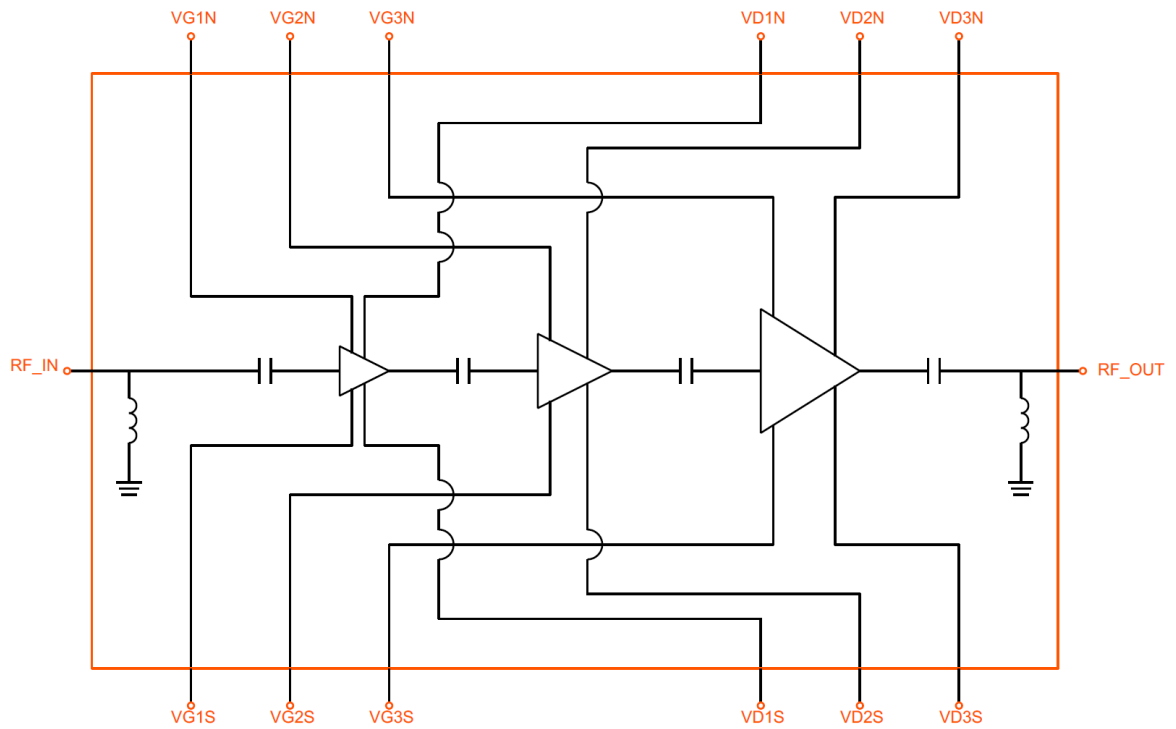 VG1N VG2N VG3N VD1N VD2N VD3N
RF_IN RF_OUT
VG1S VG2S VG3S VD1S VD2S VD3S